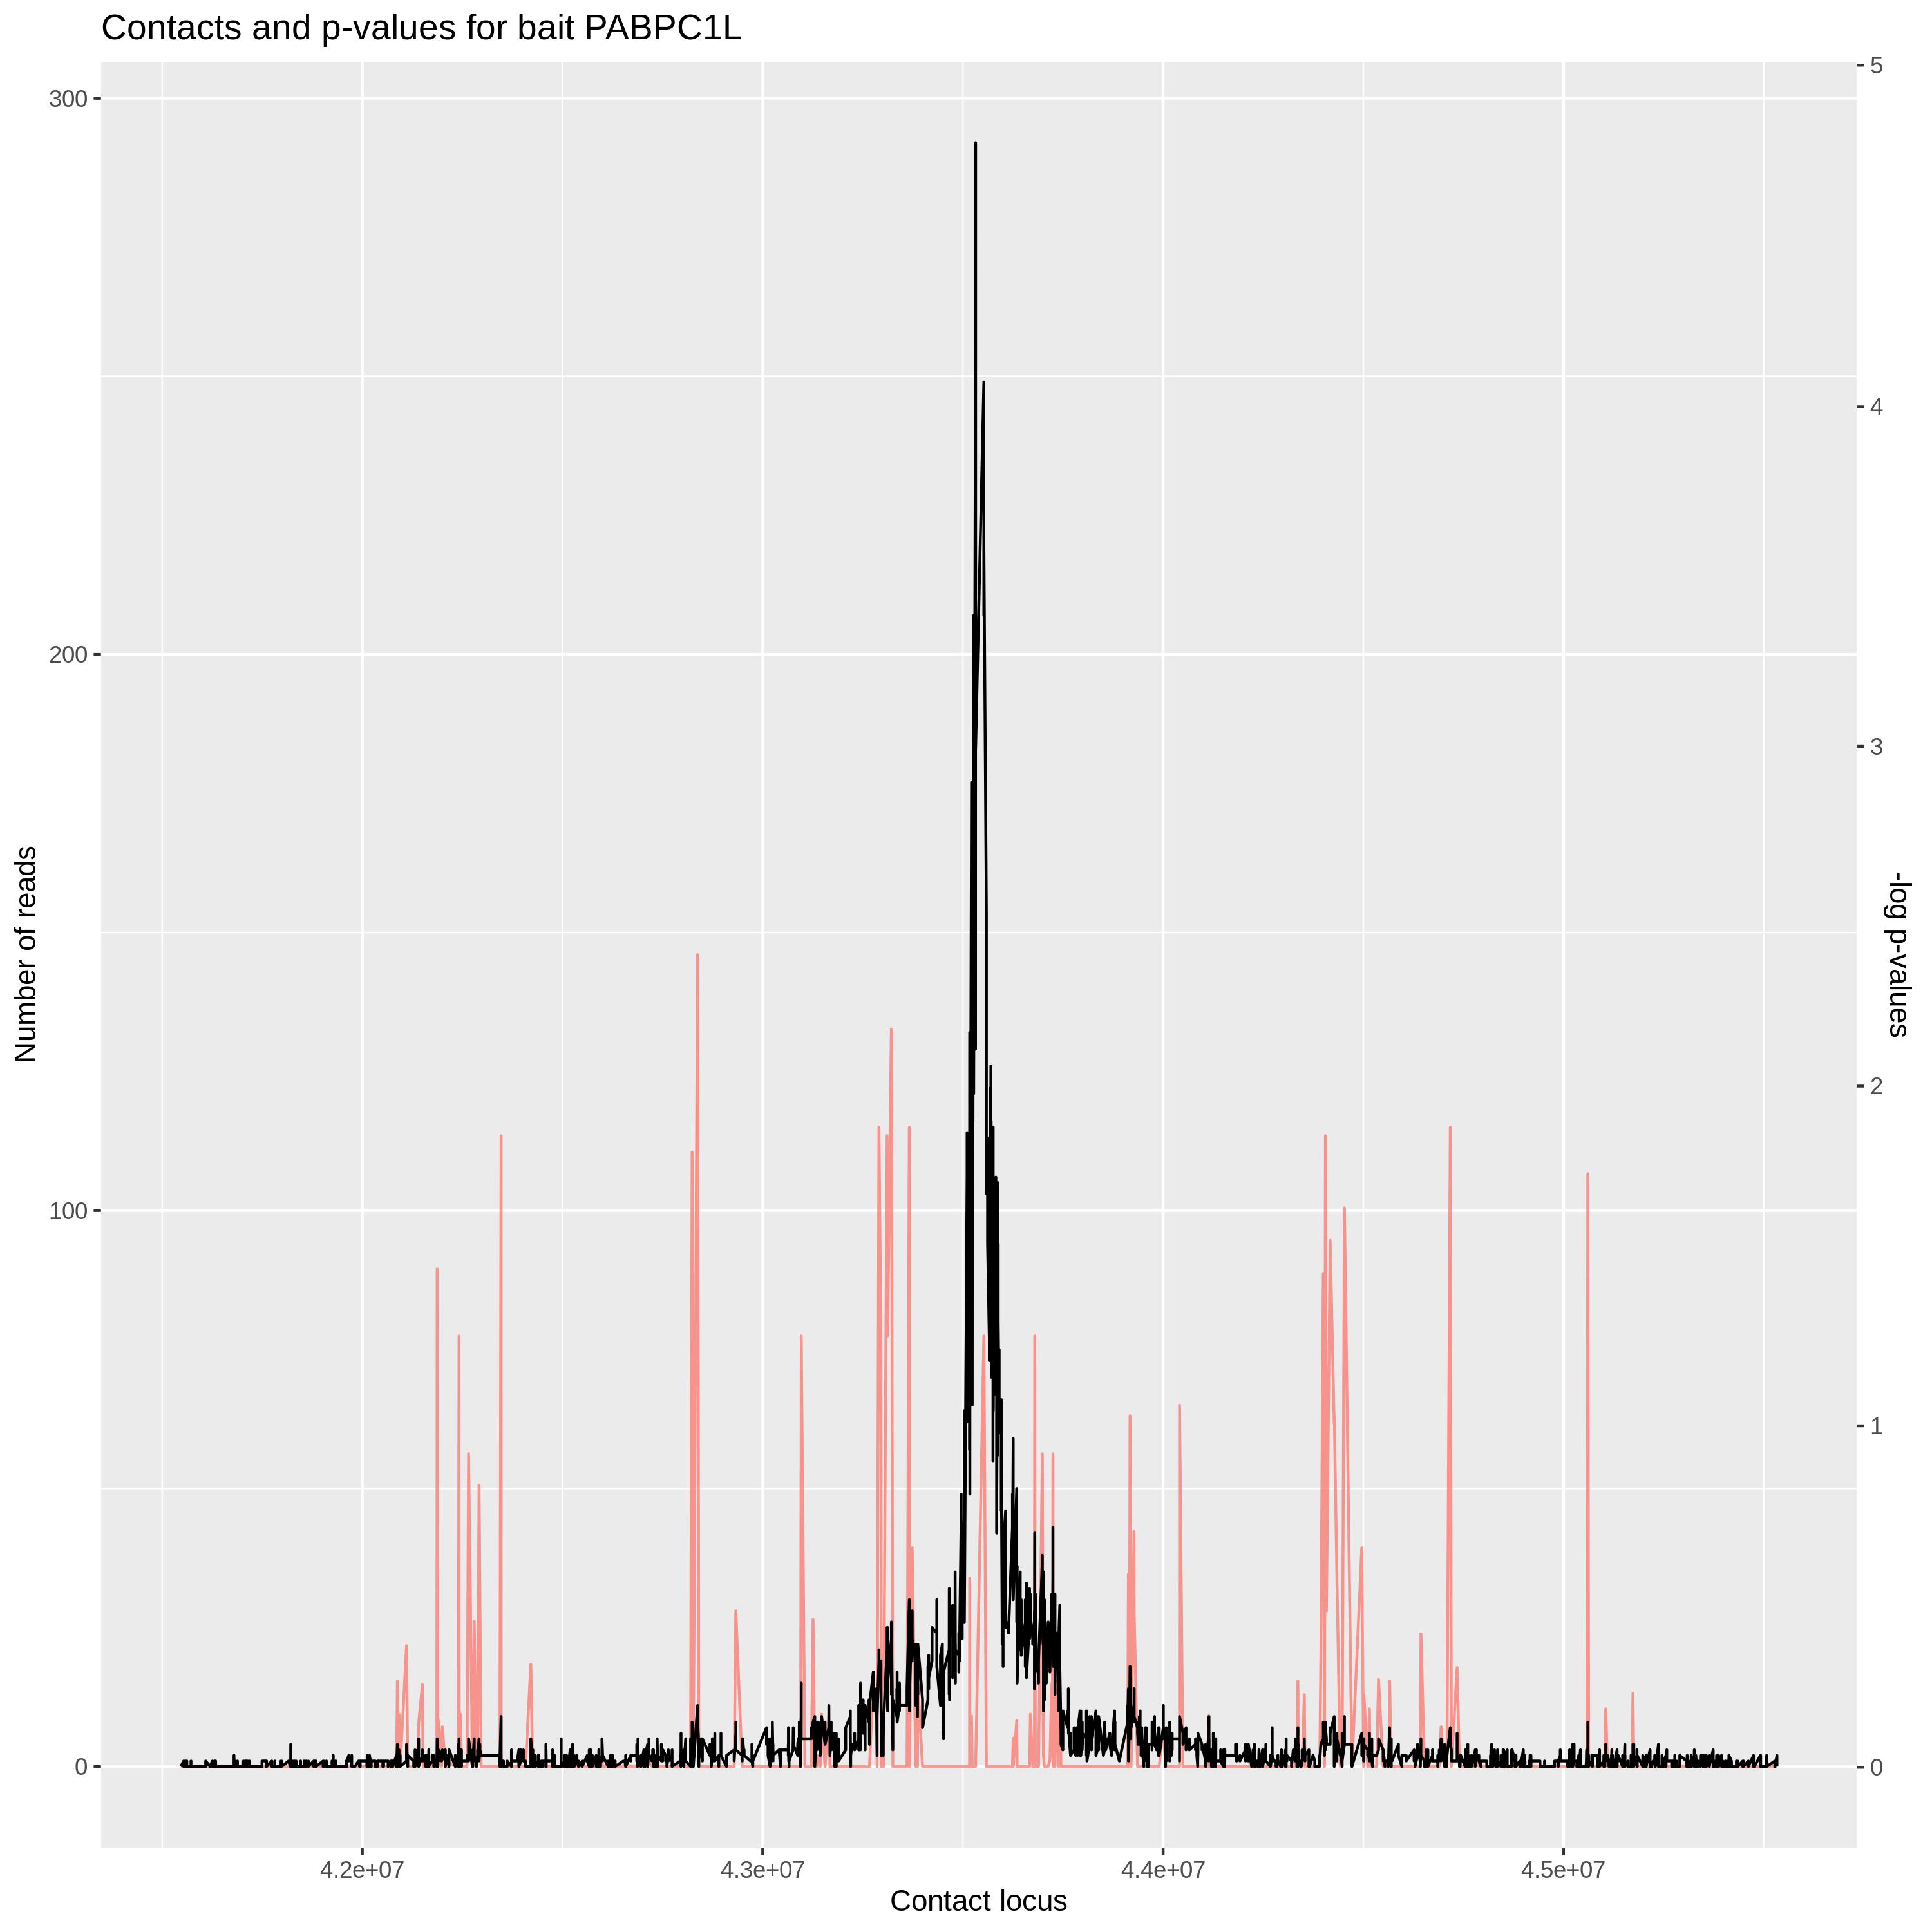 Contacts and p-values for bait PABPC1L
300
200
100
0
Number of reads
5
4
3
2
1
0
-log p-values
4.2e+07
4.3e+07
4.4e+07
4.5e+07
Contact locus